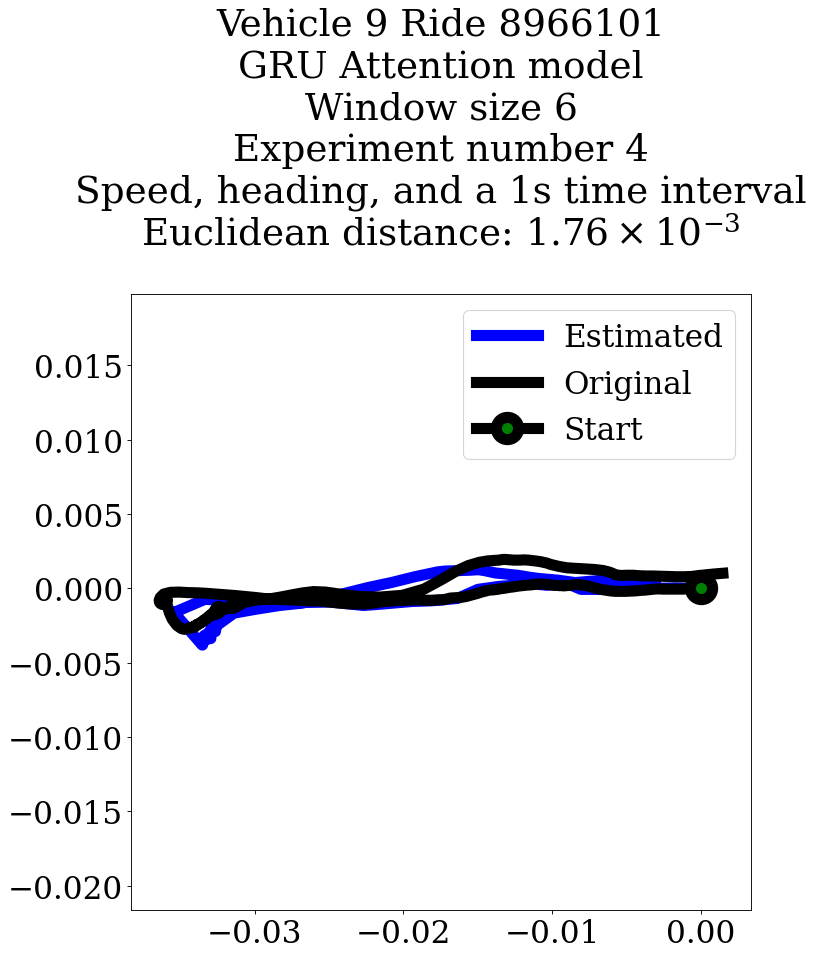 Vehicle 9 Ride 8966101
GRU Attention model
Window size 6
Experiment number 4
Speed, heading, and a 1s time interval
Euclidean distance: 1.76 × 10⁻³
Estimated
Original
Start
0.015
0.010
0.005
0.000
−0.005
−0.010
−0.015
−0.020
−0.03 −0.02 −0.01 0.00